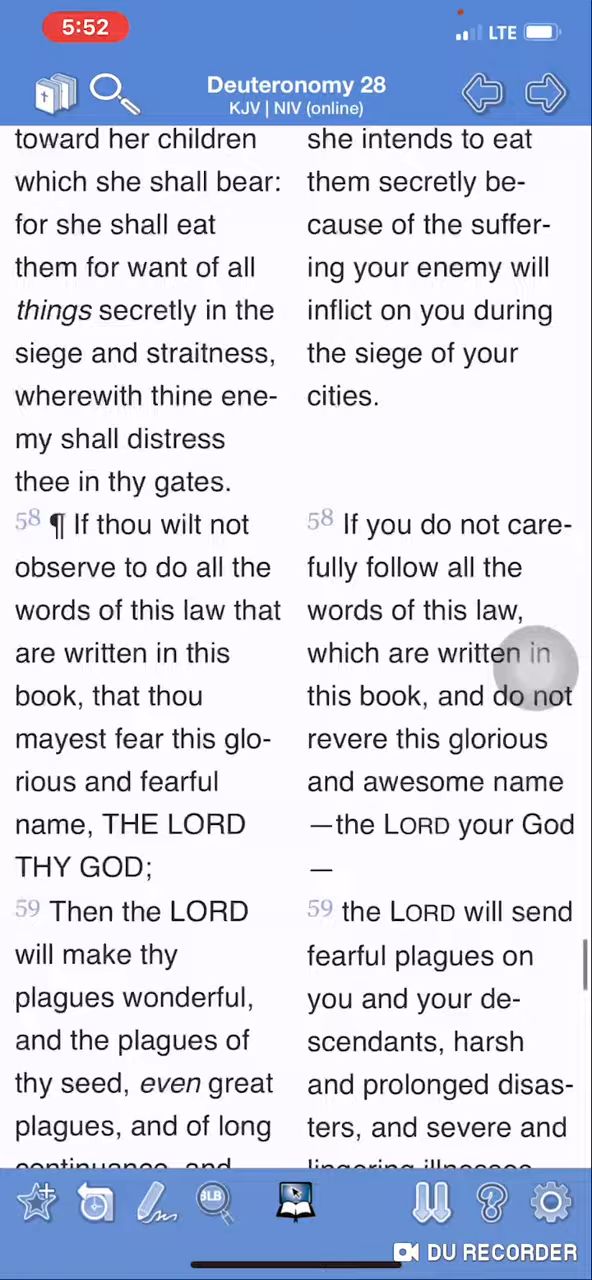 5:52
LTE
Deuteronomy 28
KJV | NIV (online)
toward her children
which she shall bear:
for she shall eat
them for want of all
things secretly in the
siege and straitness,
wherewith thine ene-
my shall distress
thee in thy gates.
58 ¶ If thou wilt not
observe to do all the
words of this law that
are written in this
book, that thou
mayest fear this glo-
rious and fearful
name, THE LORD
THY GOD;
59 Then the LORD
will make thy
plagues wonderful,
and the plagues of
thy seed, even great
plagues, and of long
continuance, and
she intends to eat
them secretly be-
cause of the suffer-
ing your enemy will
inflict on you during
the siege of your
cities.
58 If you do not care-
fully follow all the
words of this law,
which are written in
this book, and do not
revere this glorious
and awesome name
—the LORD your God
—
59 the LORD will send
fearful plagues on
you and your de-
scendants, harsh
and prolonged disas-
ters, and severe and
lingering illnesses
BLB
DU RECORDER